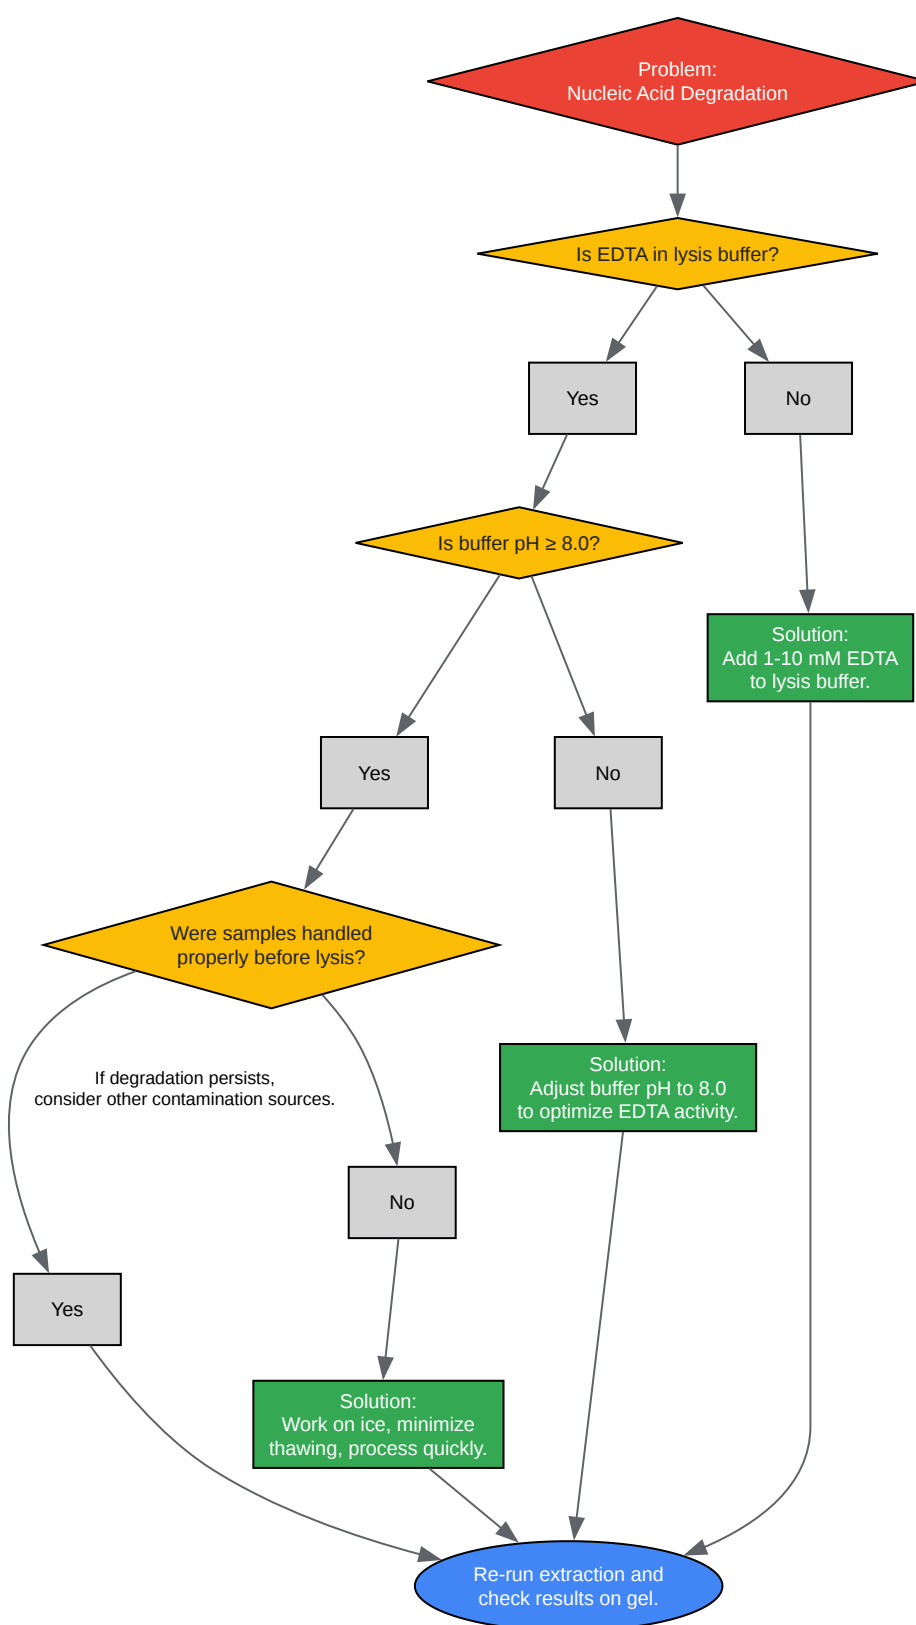 Problem:
Nucleic Acid Degradation
Is EDTA in lysis buffer?
Yes
No
Is buffer pH ≥ 8.0?
Solution:
Add 1-10 mM EDTA
to lysis buffer.
Yes
No
Were samples handled
properly before lysis?
Solution:
Adjust buffer pH to 8.0
to optimize EDTA activity.
If degradation persists,
consider other contamination sources.
No
Yes
Solution:
Work on ice, minimize
thawing, process quickly.
Re-run extraction and
check results on gel.